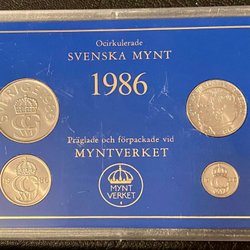 Ocirkulerade
SVENSKA MYNT
1986
Präglade och förpackade vid
MYNTVERKET
MYNT
VERKET